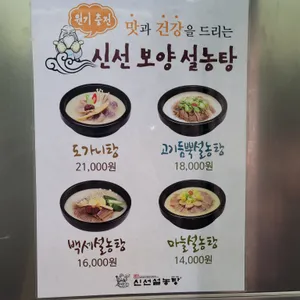 원기 충전
맛과 건강을 드리는
신선 보양 설농탕
도가니탕
21,000원
고기듬뿍설농탕
18,000원
백세설농탕
16,000원
마늘설농탕
14,000원
신선설농탕